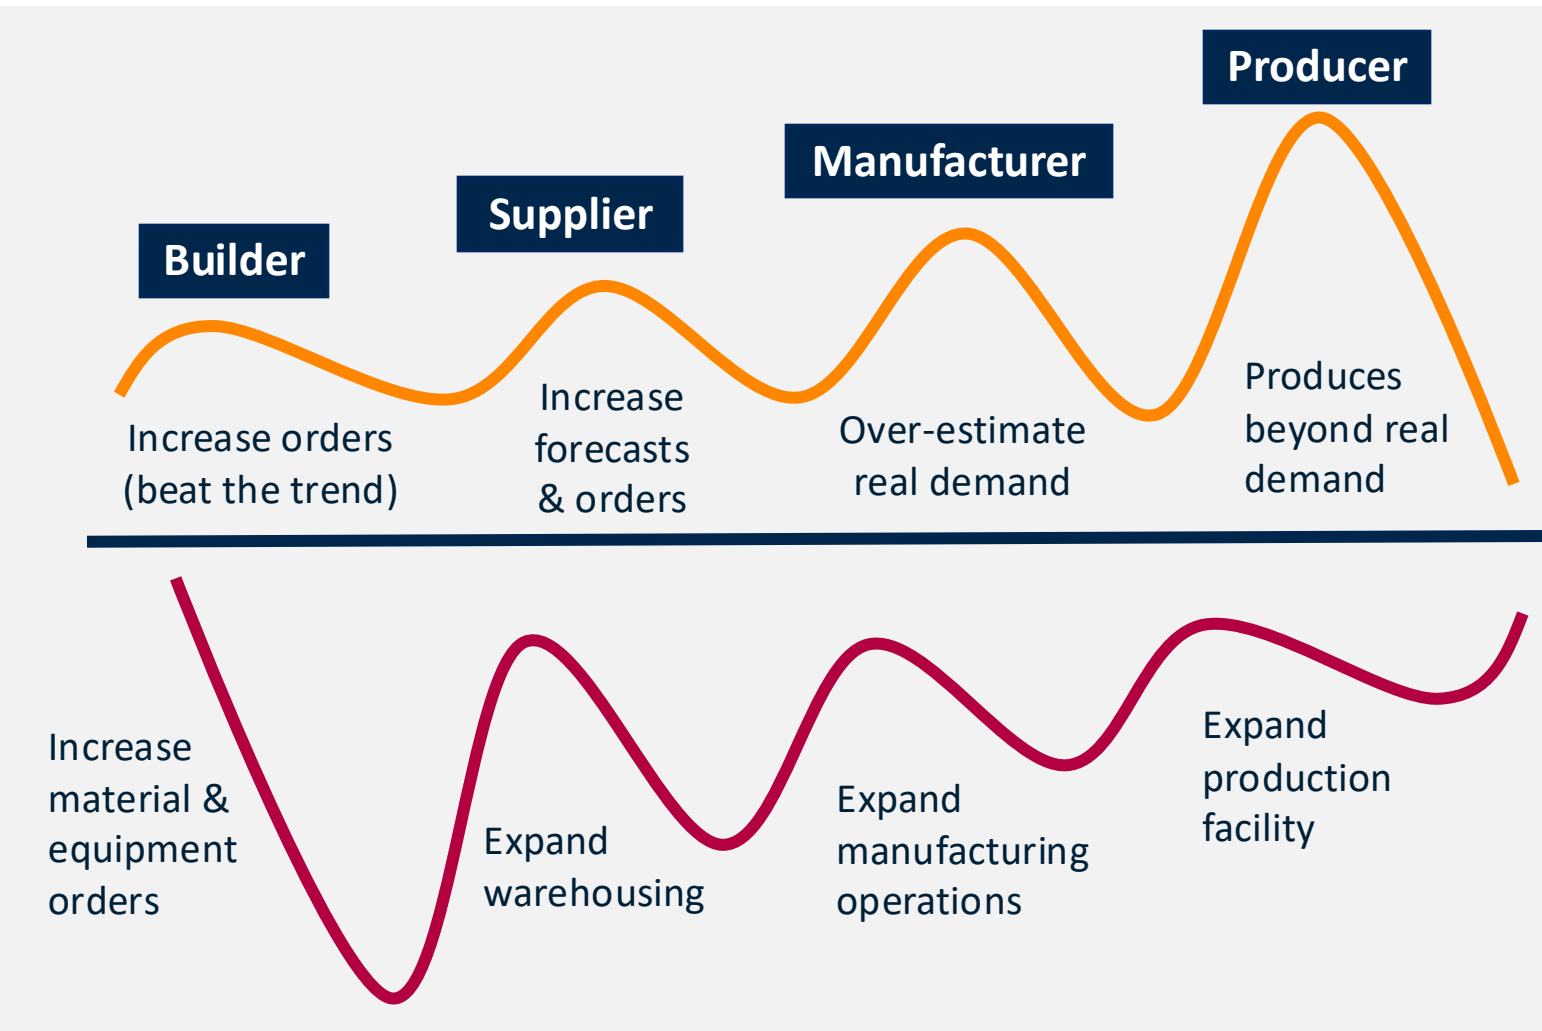 Producer
Manufacturer
Supplier
Builder
Increase orders
(beat the trend)
Increase
forecasts
& orders
Over-estimate
real demand
Produces
beyond real
demand
Increase
material &
equipment
orders
Expand
warehousing
Expand
manufacturing
operations
Expand
production
facility